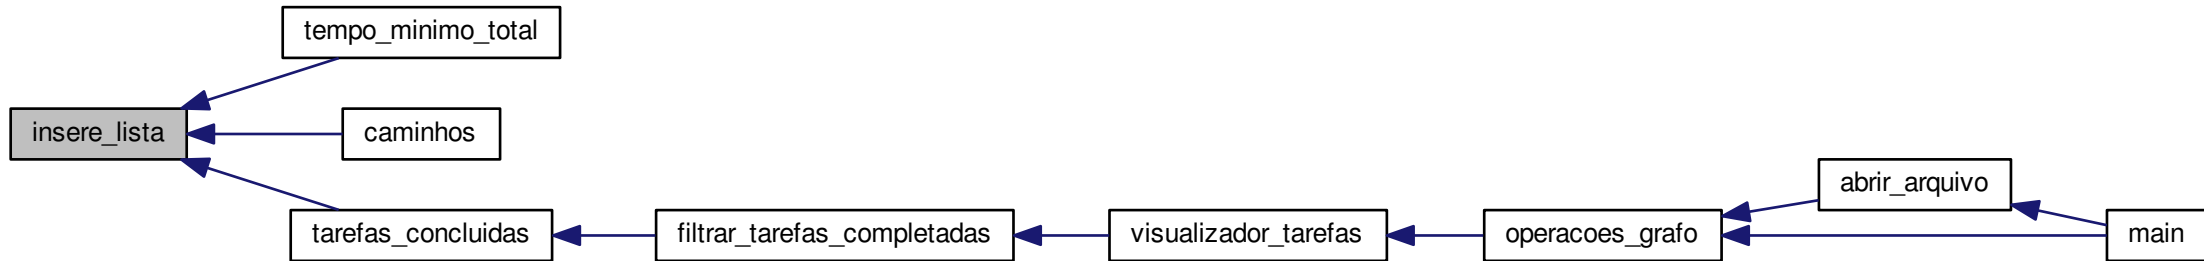 tempo_minimo_total
insere_lista
caminhos
abrir_arquivo
tarefas_concluidas
filtrar_tarefas_completadas
visualizador_tarefas
operacoes_grafo
main